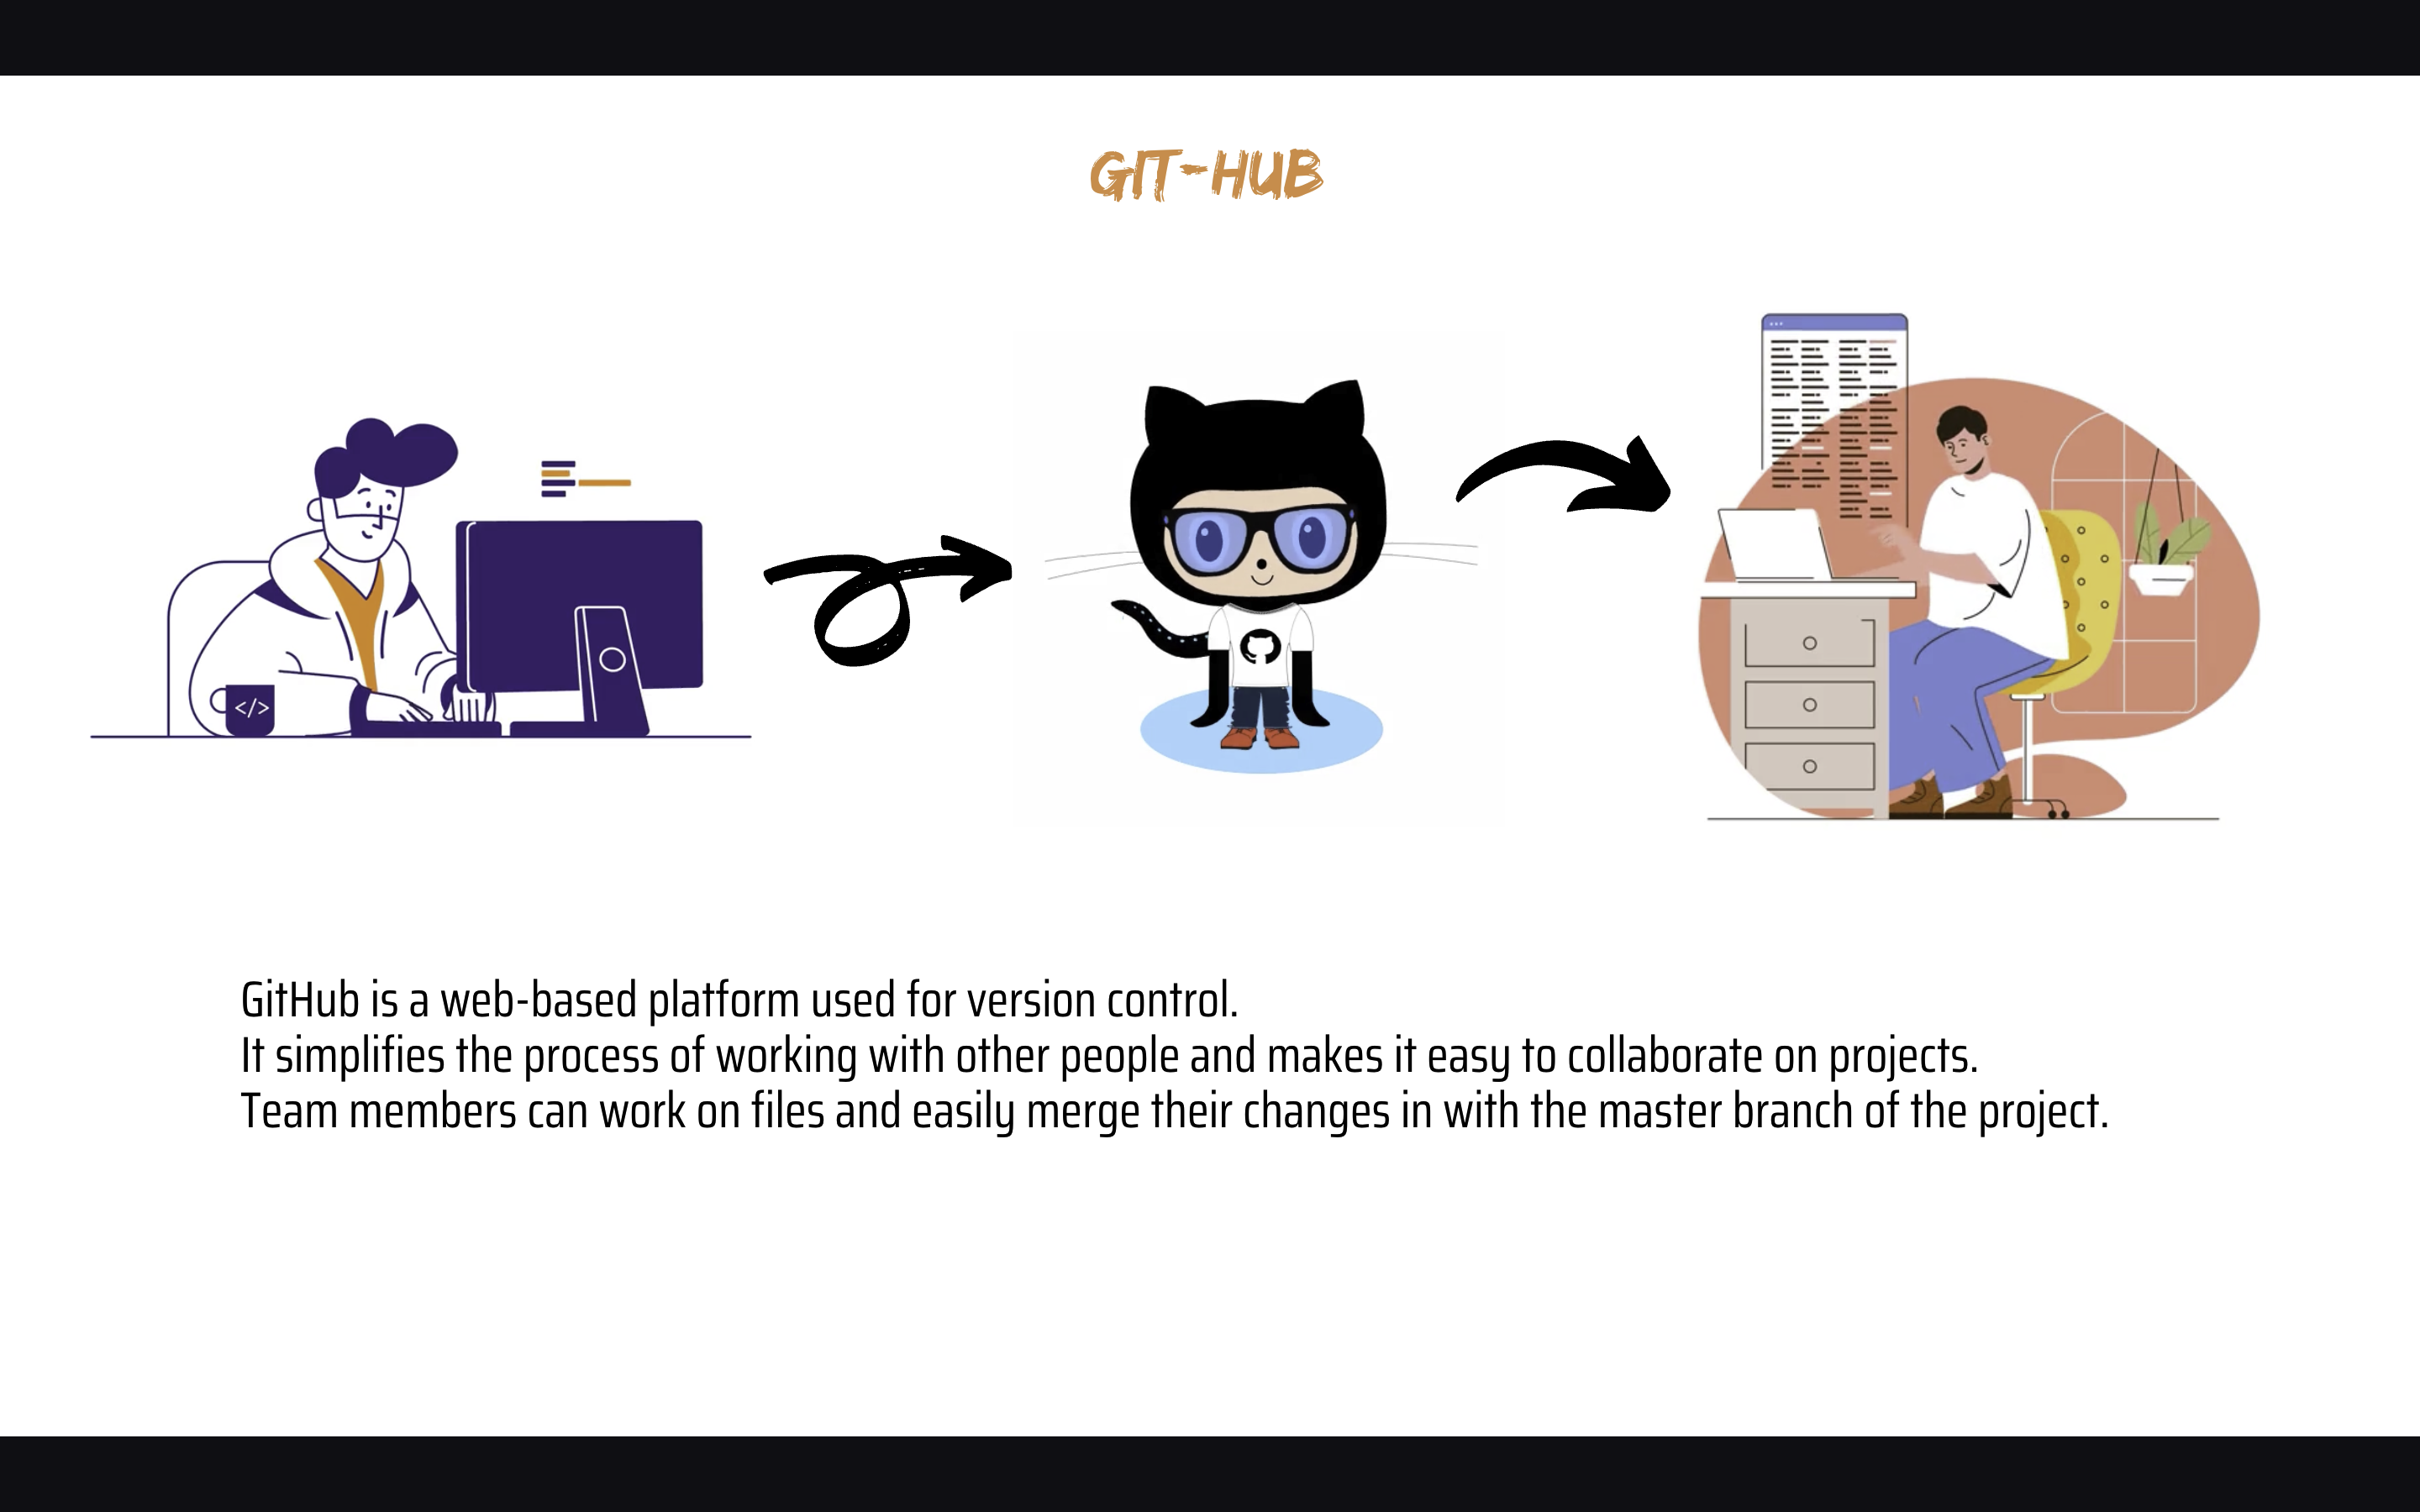 GIT-HUB
</>
GitHub is a web-based platform used for version control.
It simplifies the process of working with other people and makes it easy to collaborate on projects.
Team members can work on files and easily merge their changes in with the master branch of the project.